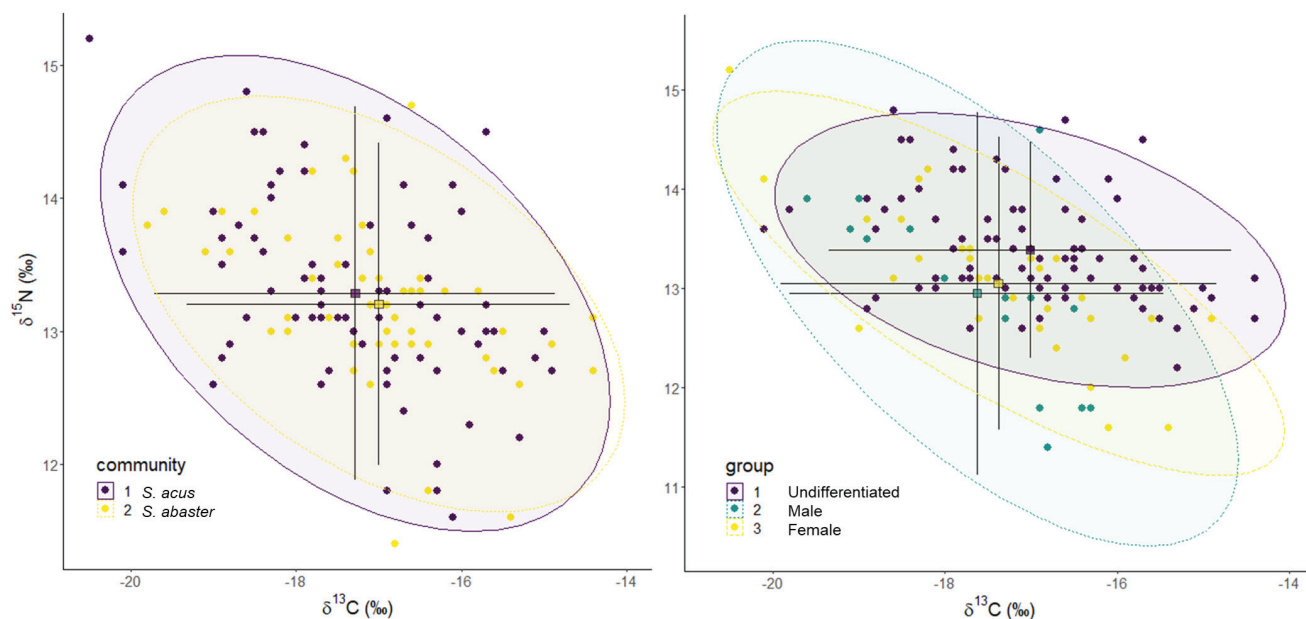 15
14
13
12
δ15N (‰)
-20
-18
-16
-14
δ13C (‰)
community
1 S. acus
2 S. abaster
15
14
13
12
11
-20
-18
-16
-14
δ13C (‰)
group
1 Undifferentiated
2 Male
3 Female